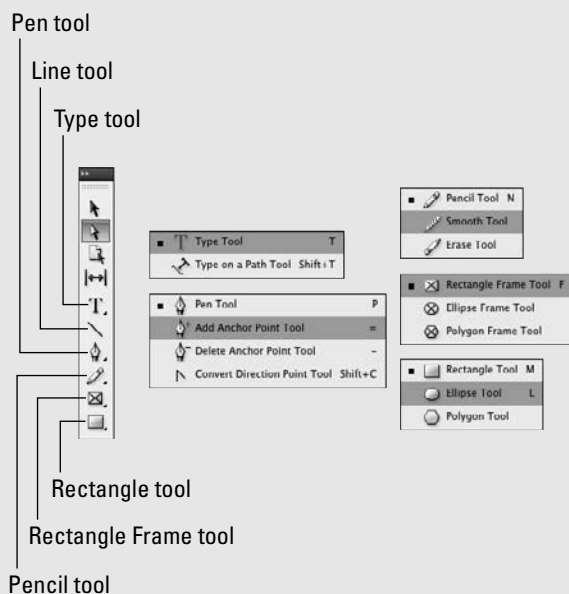 Pen tool
Line tool
Type tool
T
Type Tool T
Type on a Path Tool Shift+T
Pen Tool P
Add Anchor Point Tool =
Delete Anchor Point Tool -
Convert Direction Point Tool Shift+C
Pencil Tool N
Smooth Tool
Erase Tool
Rectangle Frame Tool F
Ellipse Frame Tool
Polygon Frame Tool
Rectangle Tool M
Ellipse Tool L
Polygon Tool
Rectangle tool
Rectangle Frame tool
Pencil tool